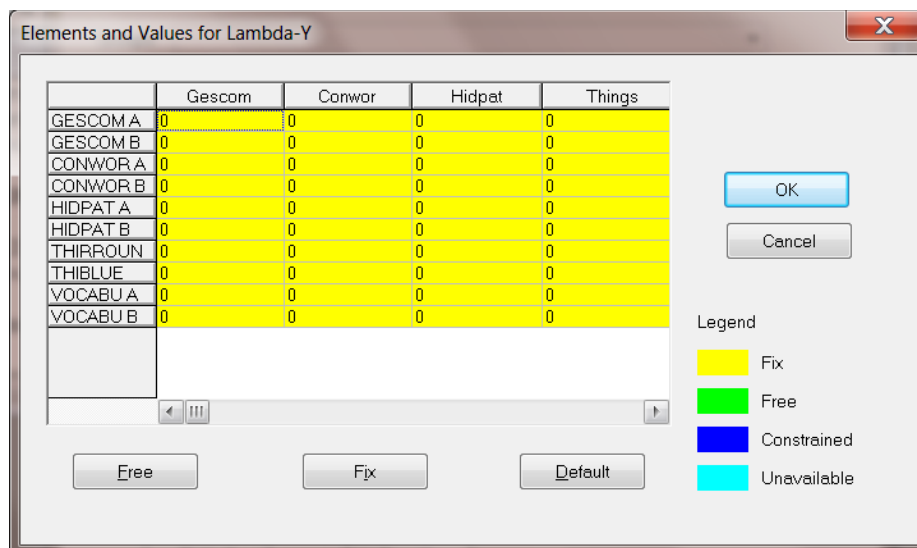 Elements and Values for Lambda-Y
X
Gescom Conwor Hidpat Things
GESCOM A 0 0 0 0
GESCOM B 0 0 0 0
CONWOR A 0 0 0 0
CONWOR B 0 0 0 0
HIDPAT A 0 0 0 0
HIDPAT B 0 0 0 0
THIRROUN 0 0 0 0
THIBLUE 0 0 0 0
VOCABU A 0 0 0 0
VOCABU B 0 0 0 0
OK
Cancel
Legend
Fix
Free
Constrained
Unavailable
Free Fix Default